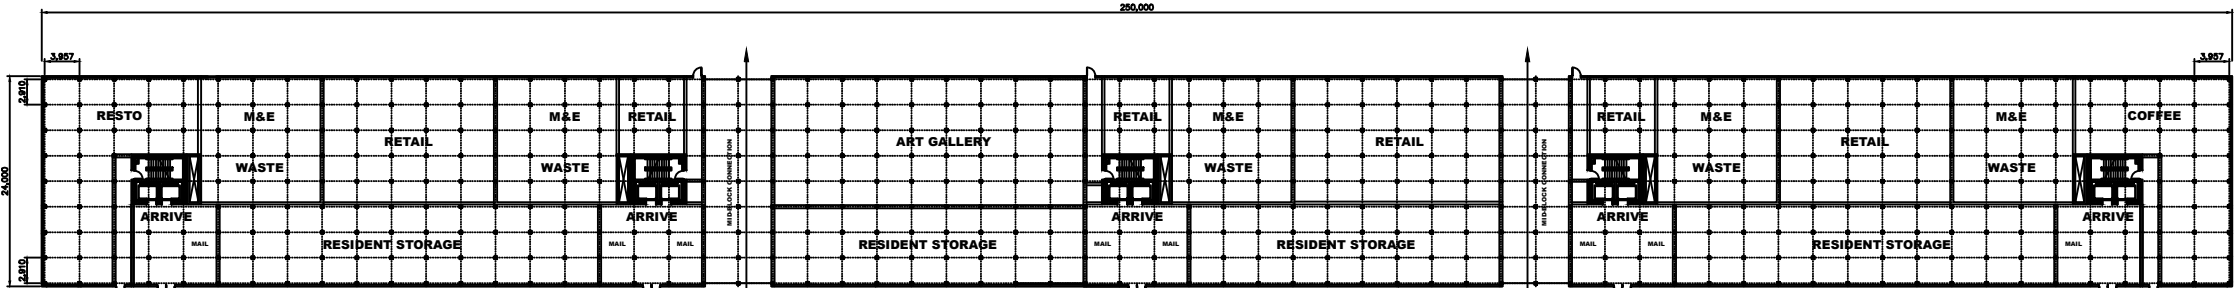 250,000
3,957
3,957
2,910
24,000
2,910
RESTO
M&E
M&E
RETAIL
RETAIL
M&E
RETAIL
M&E
M&E
COFFEE
RETAIL
ART GALLERY
RETAIL
RETAIL
WASTE
WASTE
WASTE
WASTE
WASTE
MID-BLOCK CONNECTION
MID-BLOCK CONNECTION
ARRIVE
ARRIVE
ARRIVE
ARRIVE
ARRIVE
MAIL
RESIDENT STORAGE
MAIL
MAIL
RESIDENT STORAGE
MAIL
MAIL
RESIDENT STORAGE
MAIL
MAIL
RESIDENT STORAGE
MAIL